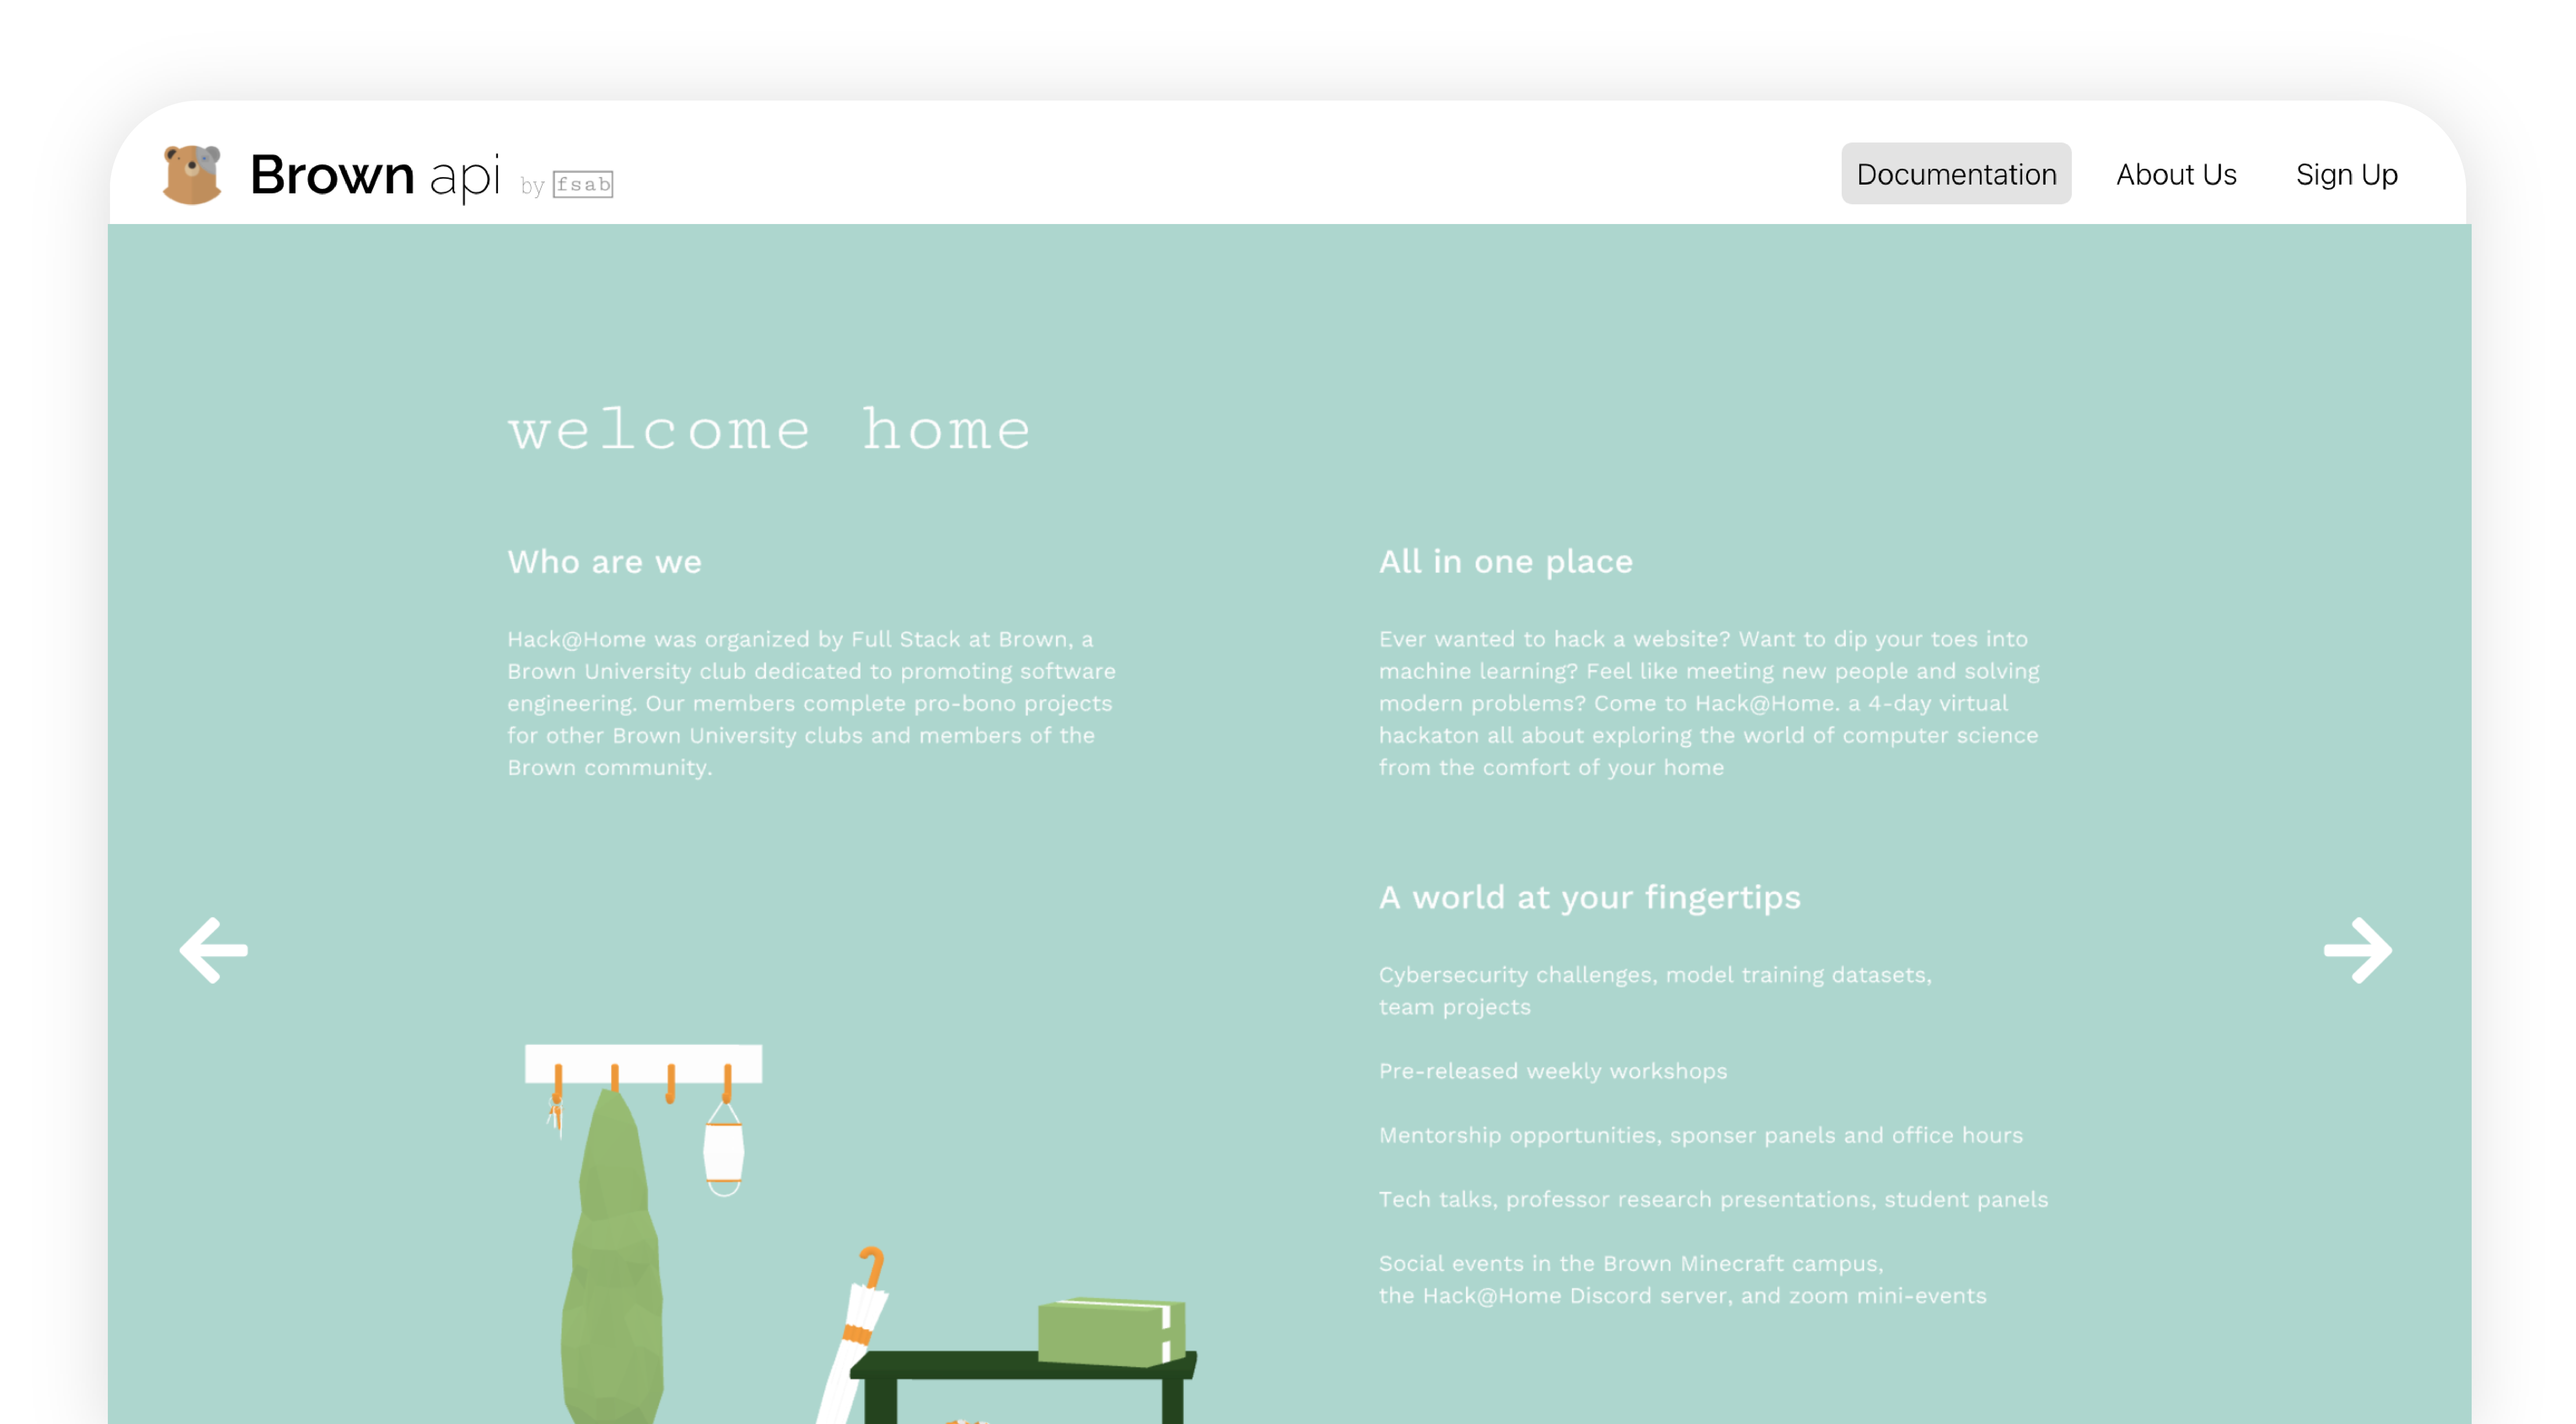 Brown api by fsab
Documentation About Us Sign Up
welcome home
Who are we
Hack@Home was organized by Full Stack at Brown, a
Brown University club dedicated to promoting software
engineering. Our members complete pro-bono projects
for other Brown University clubs and members of the
Brown community.
All in one place
Ever wanted to hack a website? Want to dip your toes into
machine learning? Feel like meeting new people and solving
modern problems? Come to Hack@Home. a 4-day virtual
hackaton all about exploring the world of computer science
from the comfort of your home
A world at your fingertips
Cybersecurity challenges, model training datasets,
team projects
Pre-released weekly workshops
Mentorship opportunities, sponser panels and office hours
Tech talks, professor research presentations, student panels
Social events in the Brown Minecraft campus,
the Hack@Home Discord server, and zoom mini-events